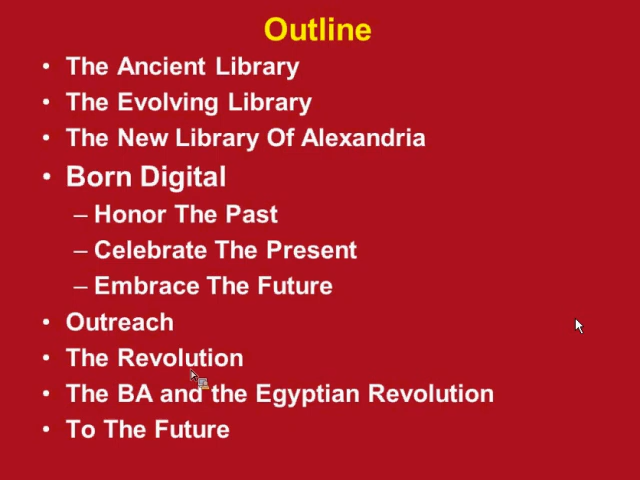 Outline
• The Ancient Library
• The Evolving Library
• The New Library Of Alexandria
• Born Digital
– Honor The Past
– Celebrate The Present
– Embrace The Future
• Outreach
• The Revolution
• The BA and the Egyptian Revolution
• To The Future